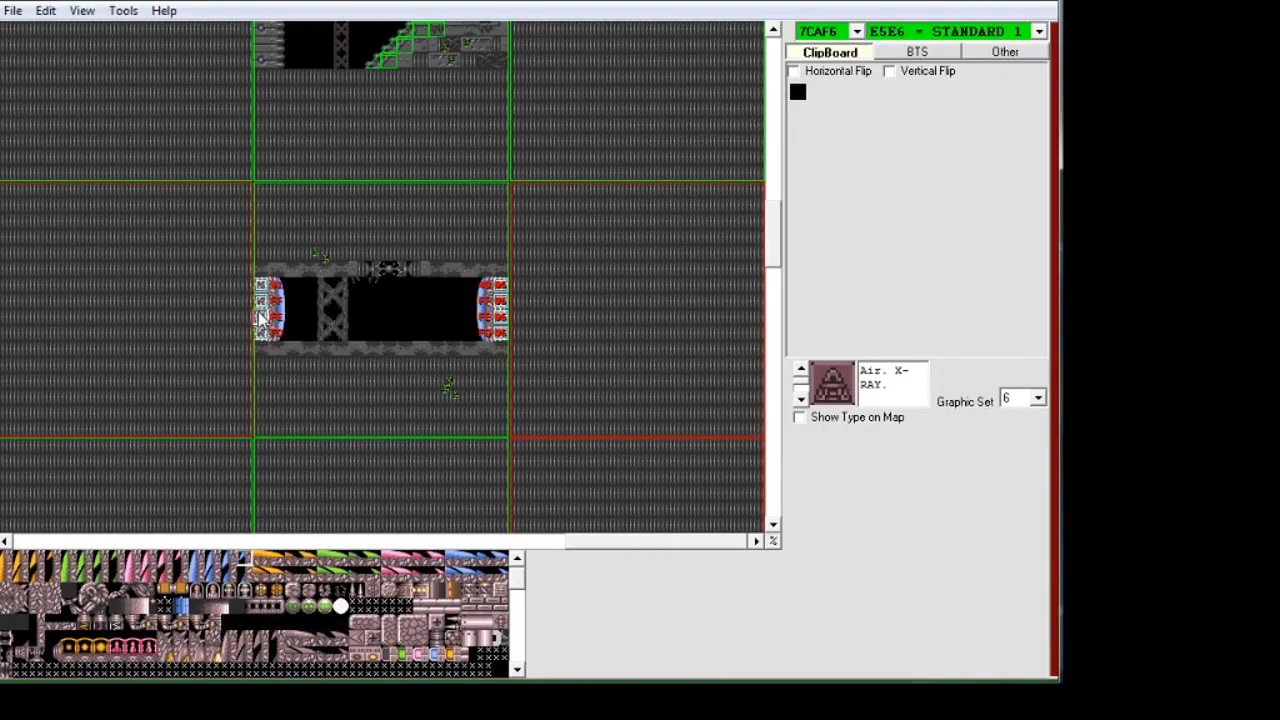 File Edit View Tools Help
7CAF6 E5E6 = STANDARD 1
ClipBoard BTS Other
Horizontal Flip Vertical Flip
Air. X-
RAY.
Graphic Set 6
Show Type on Map
%